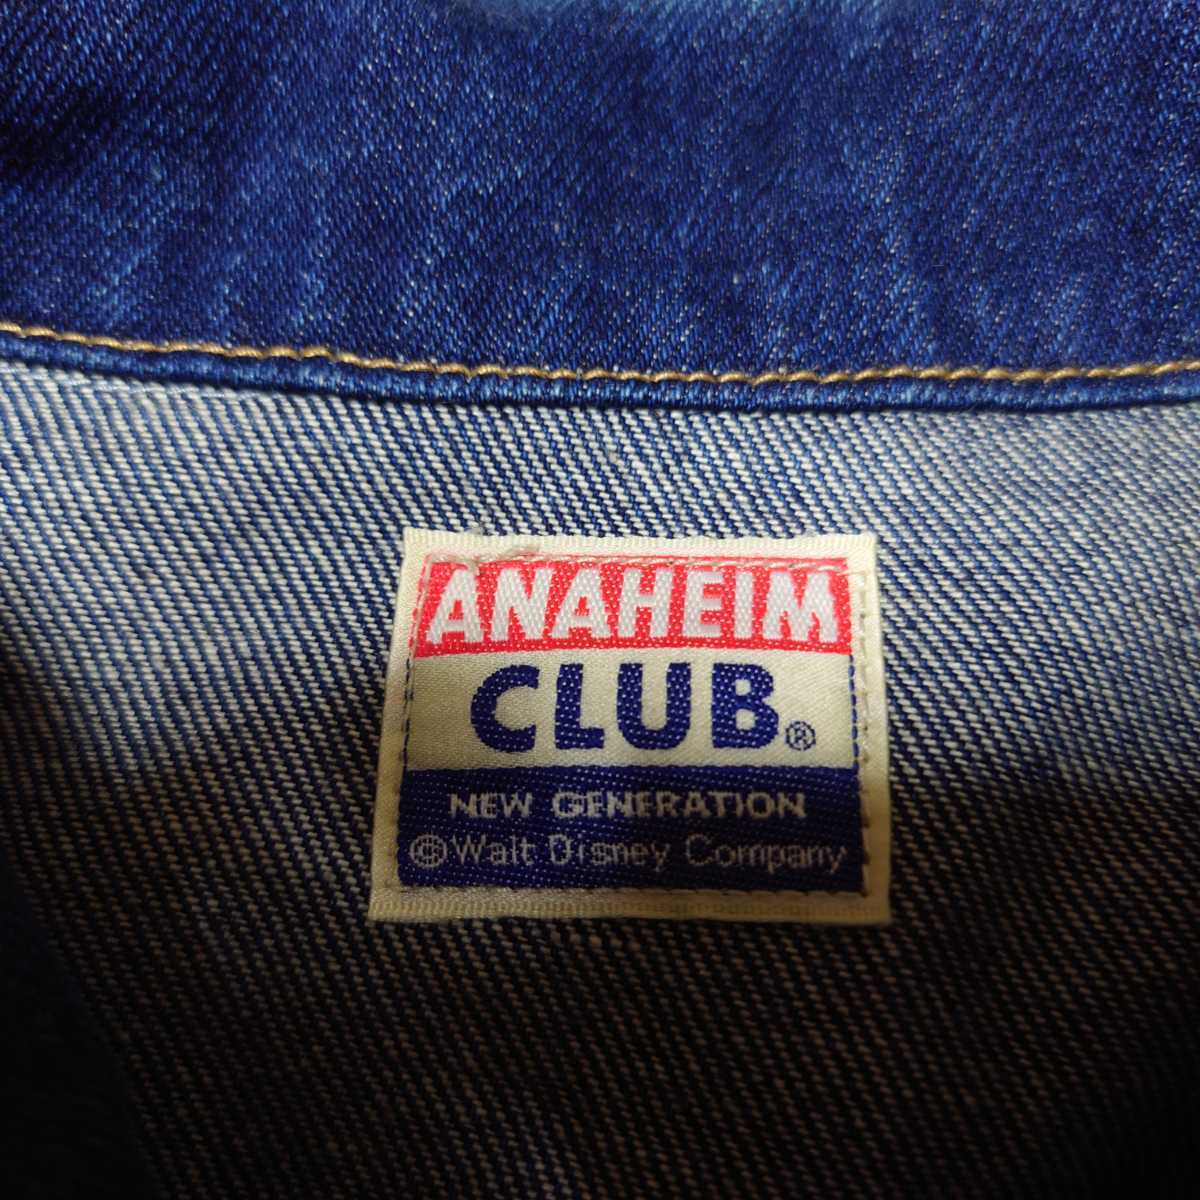 ANAHEIM
CLUB®
NEW GENERATION
©Walt Disney Company